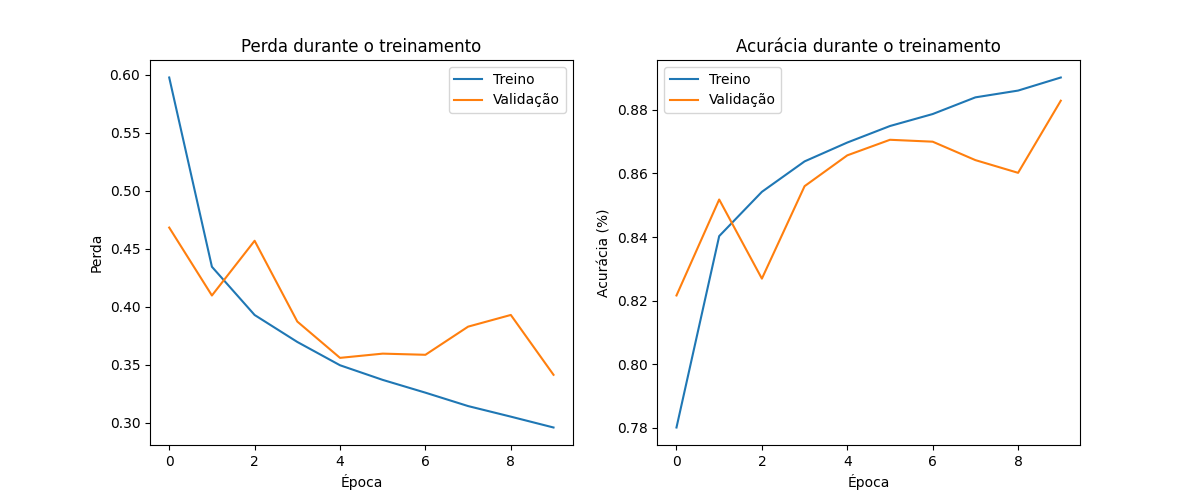 Perda durante o treinamento
Perda
0.60
0.55
0.50
0.45
0.40
0.35
0.30
Treino
Validação
0 2 4 6 8
Época
Acurácia durante o treinamento
Acurácia (%)
0.88
0.86
0.84
0.82
0.80
0.78
Treino
Validação
0 2 4 6 8
Época